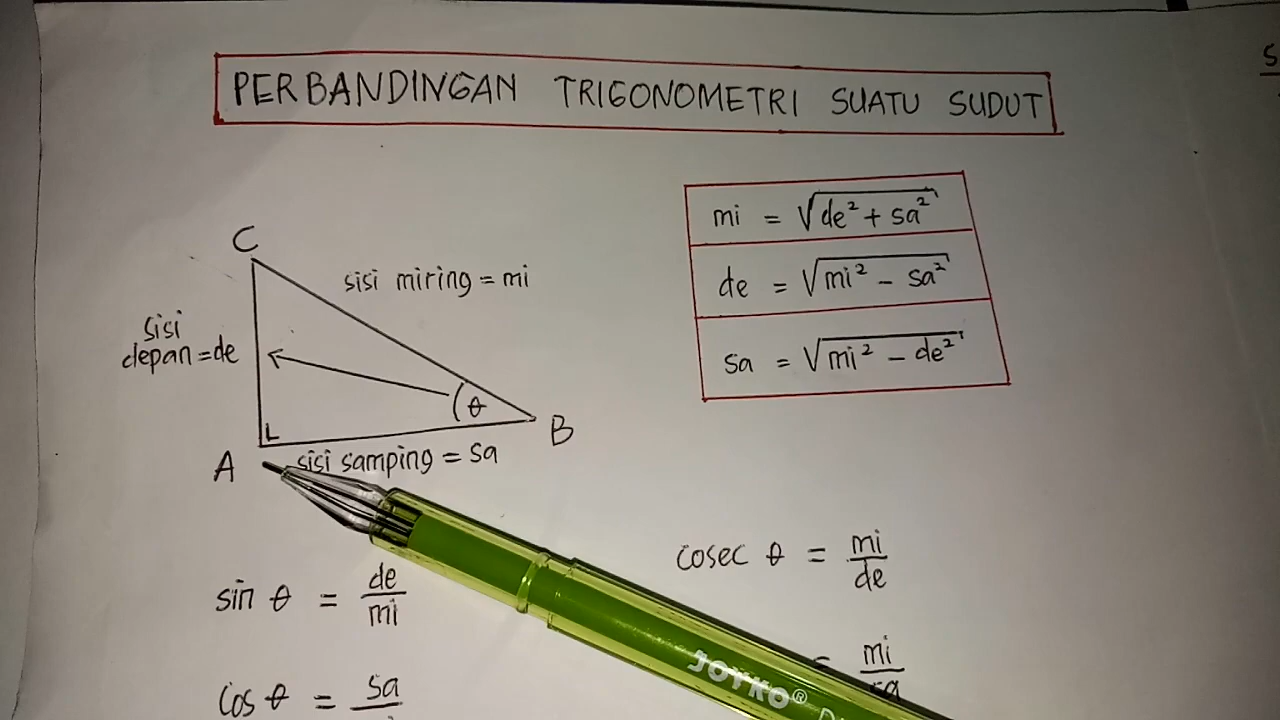 PERBANDINGAN TRIGONOMETRI SUATU SUDUT
mi = √de² + sa²
de = √mi² - sa²
sa = √mi² - de²
C
sisi miring = mi
sisi
depan = de
θ
B
A
sisi samping = sa
sin θ = de/mi
cosec θ = mi/de
cos θ = sa
= mi/sa
JOYKO®
S